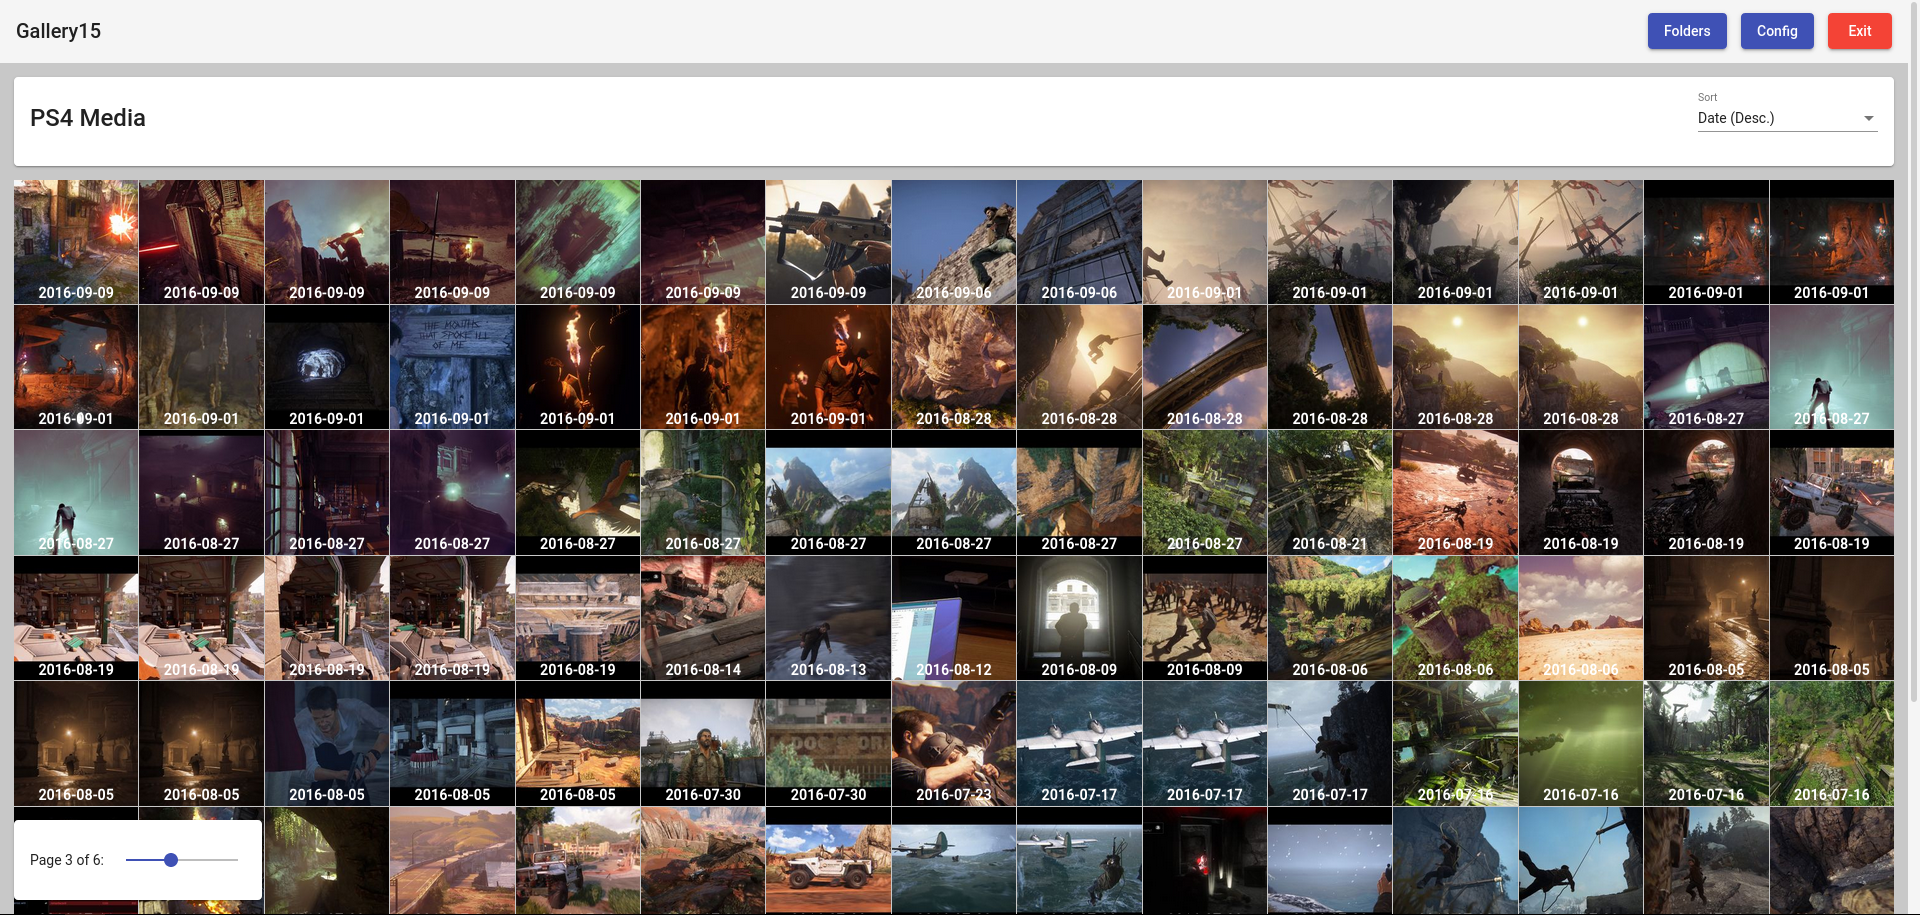 Gallery15
Folders
Config
Exit
PS4 Media
Sort
Date (Desc.)
2016-09-09 2016-09-09 2016-09-09 2016-09-09 2016-09-09 2016-09-09 2016-09-09 2016-09-06 2016-09-06 2016-09-01 2016-09-01 2016-09-01 2016-09-01 2016-09-01 2016-09-01
THE MOUTHS
THAT SPOKE ILL
OF ME
2016-09-01 2016-09-01 2016-09-01 2016-09-01 2016-09-01 2016-09-01 2016-09-01 2016-08-28 2016-08-28 2016-08-28 2016-08-28 2016-08-28 2016-08-28 2016-08-27 2016-08-27
2016-08-27 2016-08-27 2016-08-27 2016-08-27 2016-08-27 2016-08-27 2016-08-27 2016-08-27 2016-08-27 2016-08-27 2016-08-21 2016-08-19 2016-08-19 2016-08-19 2016-08-19
2016-08-19 2016-08-19 2016-08-19 2016-08-19 2016-08-19 2016-08-14 2016-08-13 2016-08-12 2016-08-09 2016-08-09 2016-08-06 2016-08-06 2016-08-06 2016-08-05 2016-08-05
2016-08-05 2016-08-05 2016-08-05 2016-08-05 2016-08-05 2016-07-30 2016-07-30 2016-07-23 2016-07-17 2016-07-17 2016-07-17 2016-07-16 2016-07-16 2016-07-16 2016-07-16
Page 3 of 6: